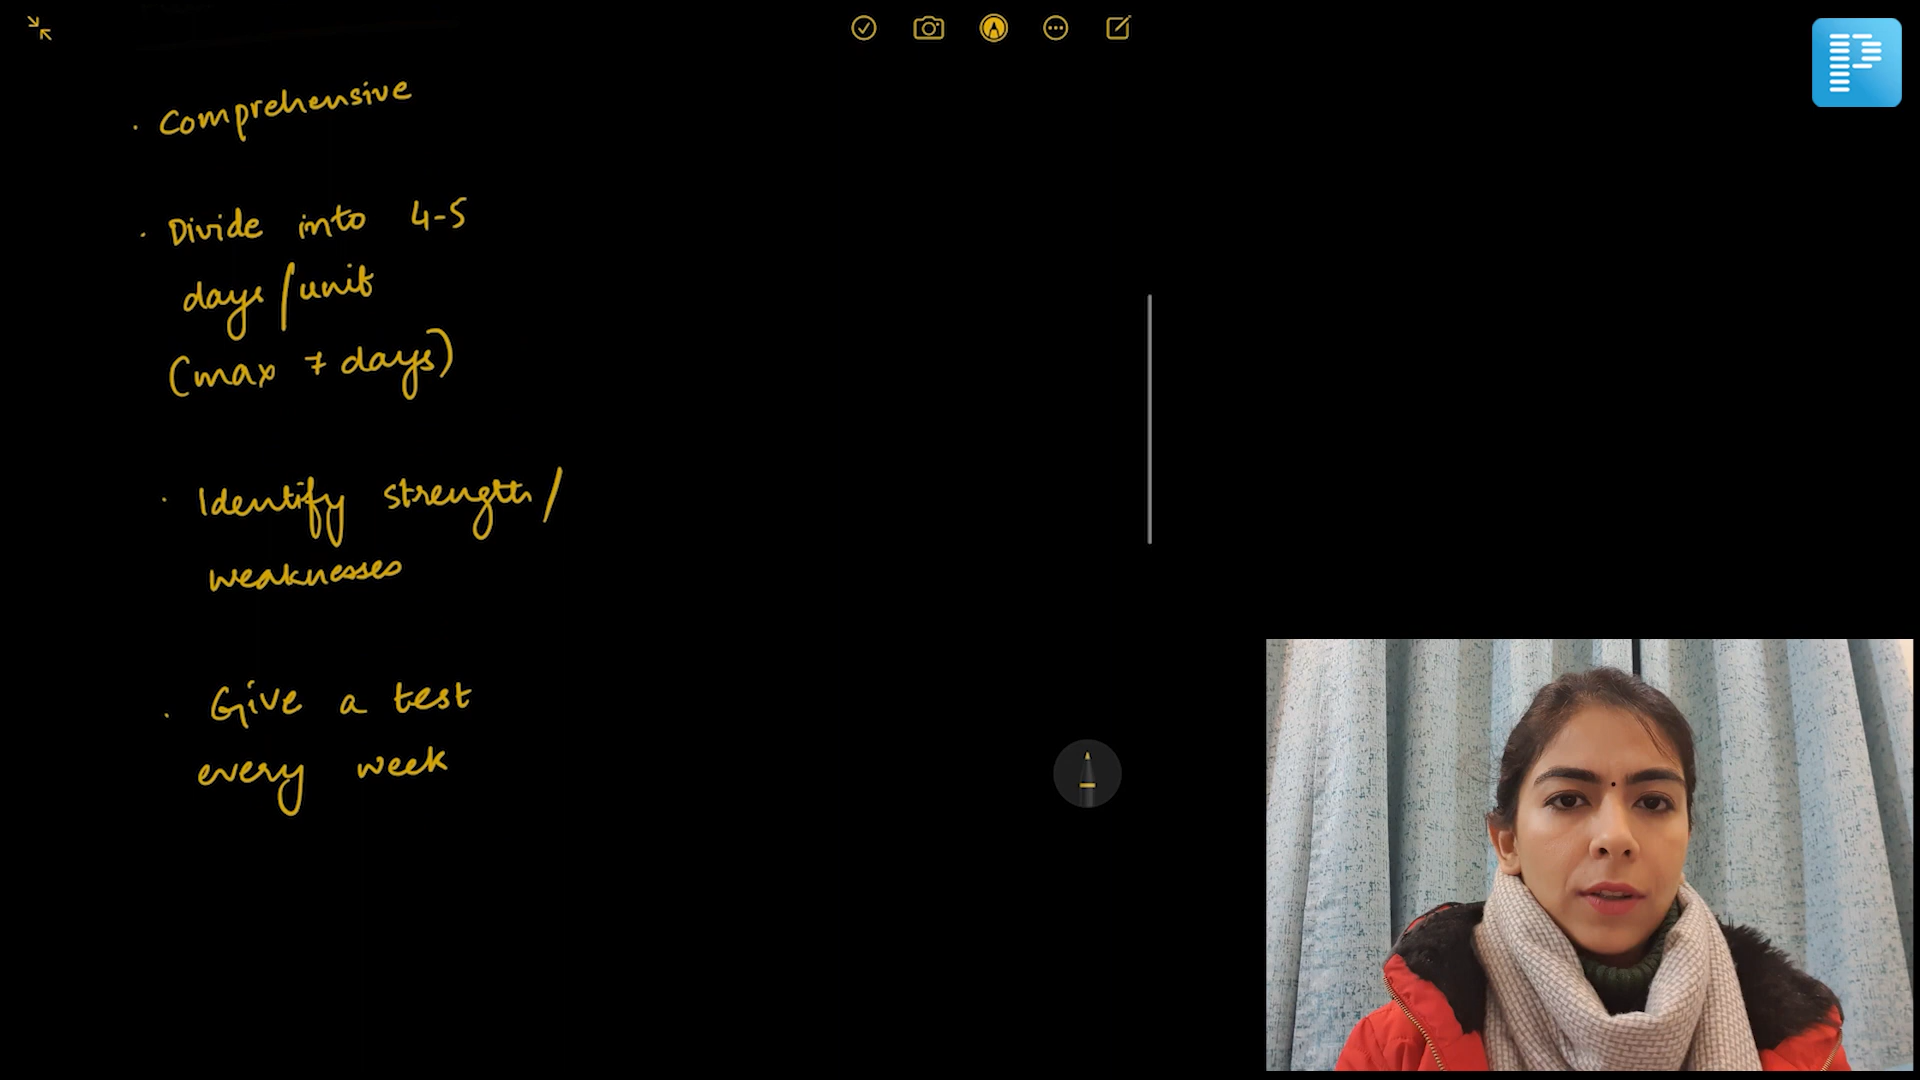 · Comprehensive
· Divide into 4-5
days/unit
(max 7 days)
· Identify strength/
weaknesses
· Give a test
every week